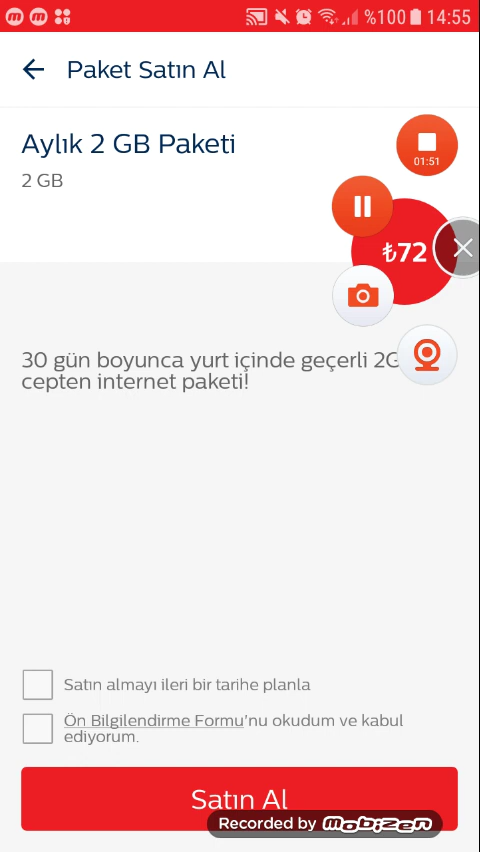 %100 14:55
Paket Satın Al
Aylık 2 GB Paketi
2 GB
01:51
₺72
30 gün boyunca yurt içinde geçerli 2G
cepten internet paketi!
Satın almayı ileri bir tarihe planla
Ön Bilgilendirme Formu'nu okudum ve kabul
ediyorum.
Satın Al
Recorded by mobizen